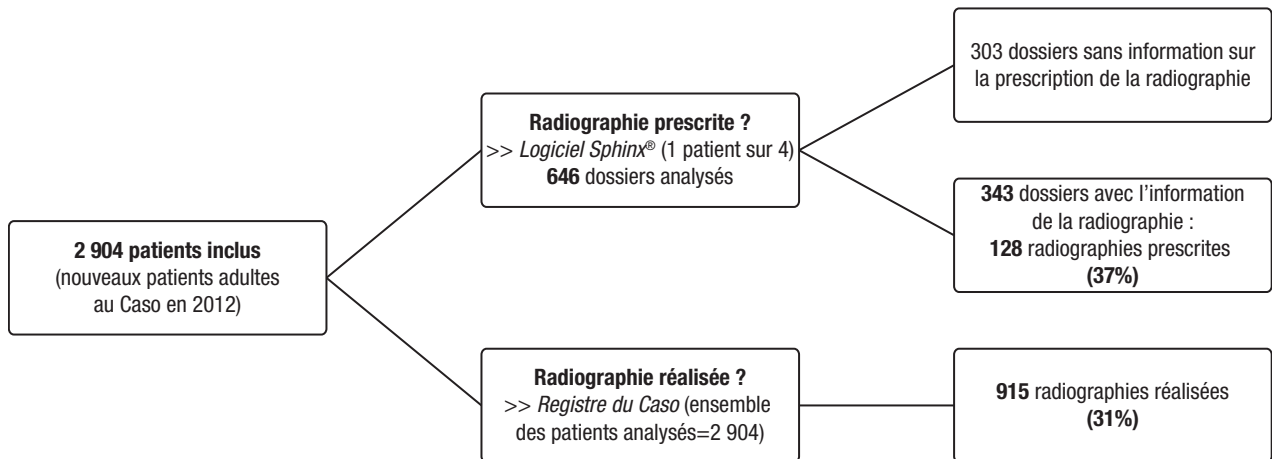 2 904 patients inclus
(nouveaux patients adultes
au Caso en 2012)
Radiographie prescrite ?
>> Logiciel Sphinx® (1 patient sur 4)
646 dossiers analysés
303 dossiers sans information sur
la prescription de la radiographie
343 dossiers avec l’information
de la radiographie :
128 radiographies prescrites
(37%)
Radiographie réalisée ?
>> Registre du Caso (ensemble
des patients analysés=2 904)
915 radiographies réalisées
(31%)